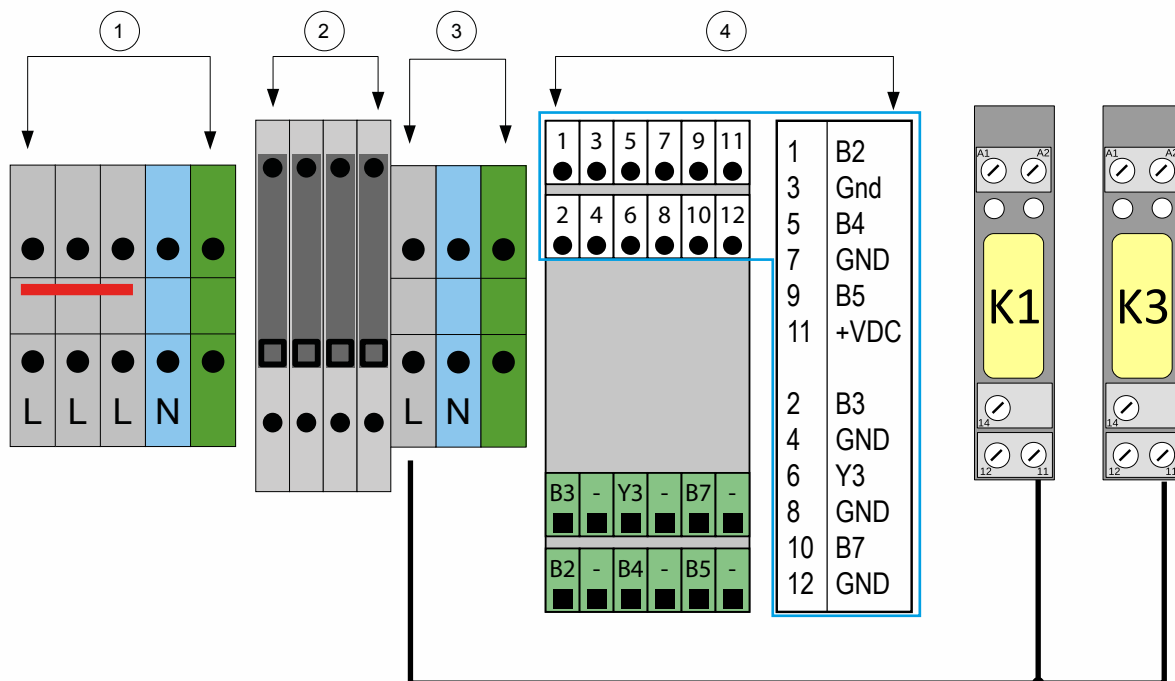 1 2 3 4
L L L N
L N
1 3 5 7 9 11
2 4 6 8 10 12
B3 - Y3 - B7 -
B2 - B4 - B5 -
1 B2
3 Gnd
5 B4
7 GND
9 B5
11 +VDC
2 B3
4 GND
6 Y3
8 GND
10 B7
12 GND
A1 A2
K1
14
12 11
A1 A2
K3
14
12 11